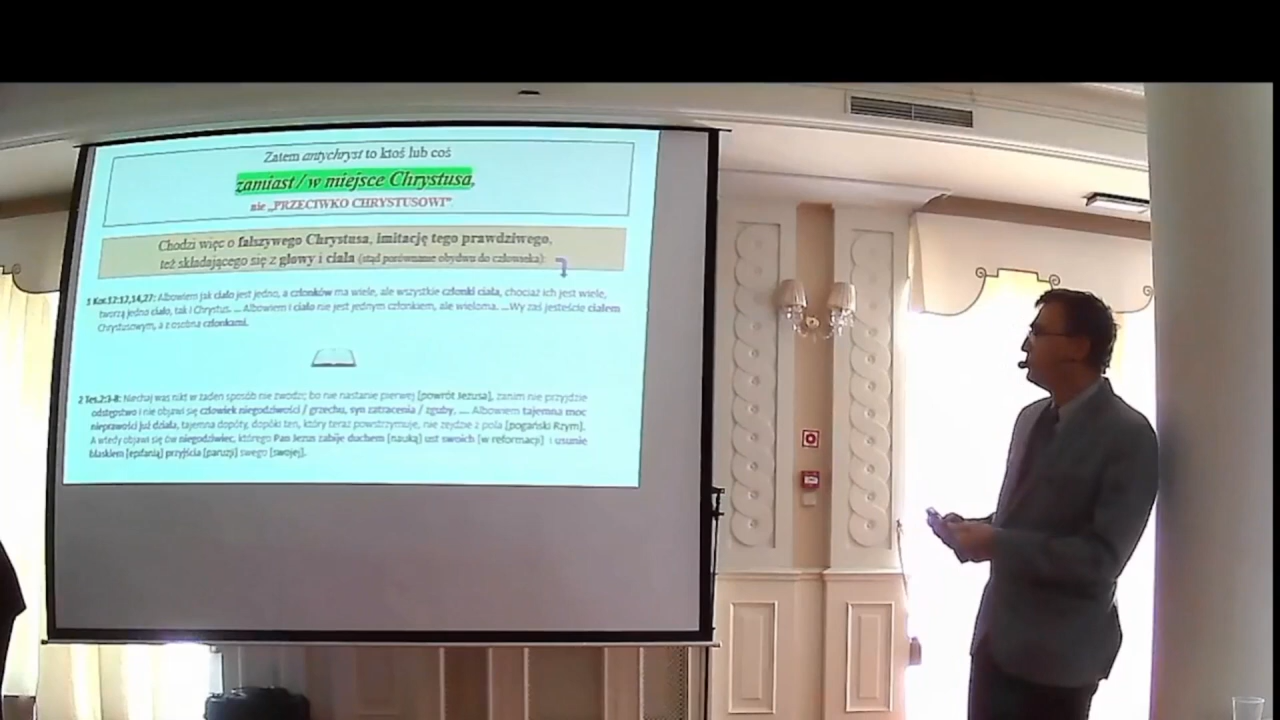 Zatem antychryst to ktoś lub coś
zamiast / w miejsce Chrystusa,
nie „PRZECIWKO CHRYSTUSOWI”.
Chodzi więc o fałszywego Chrystusa, imitację tego prawdziwego,
też składającego się z głowy i ciała (stąd porównanie obydwu do człowieka):
1 Kor.12:12,14,27: Albowiem jak ciało jest jedno, a członków ma wiele, ale wszystkie członki ciała, chociaż ich jest wiele,
tworzą jedno ciało, tak i Chrystus. ... Albowiem i ciało nie jest jednym członkiem, ale wieloma. ...Wy zaś jesteście ciałem
Chrystusowym, a z osobna członkami.
2 Tes.2:3-8: Niechaj was nikt w żaden sposób nie zwodzi; bo nie nastanie pierwej [powrót Jezusa], zanim nie przyjdzie
odstępstwo i nie objawi się człowiek niegodziwości / grzechu, syn zatracenia / zguby, .... Albowiem tajemna moc
nieprawości już działa, tajemna dopóty, dopóki ten, który teraz powstrzymuje, nie zejdzie z pola [pogański Rzym].
A wtedy objawi się ów niegodziwiec, którego Pan Jezus zabije duchem [nauką] ust swoich [w reformacji] i usunie
blaskiem [epifanią] przyjścia [paruzji] swego [swojej].